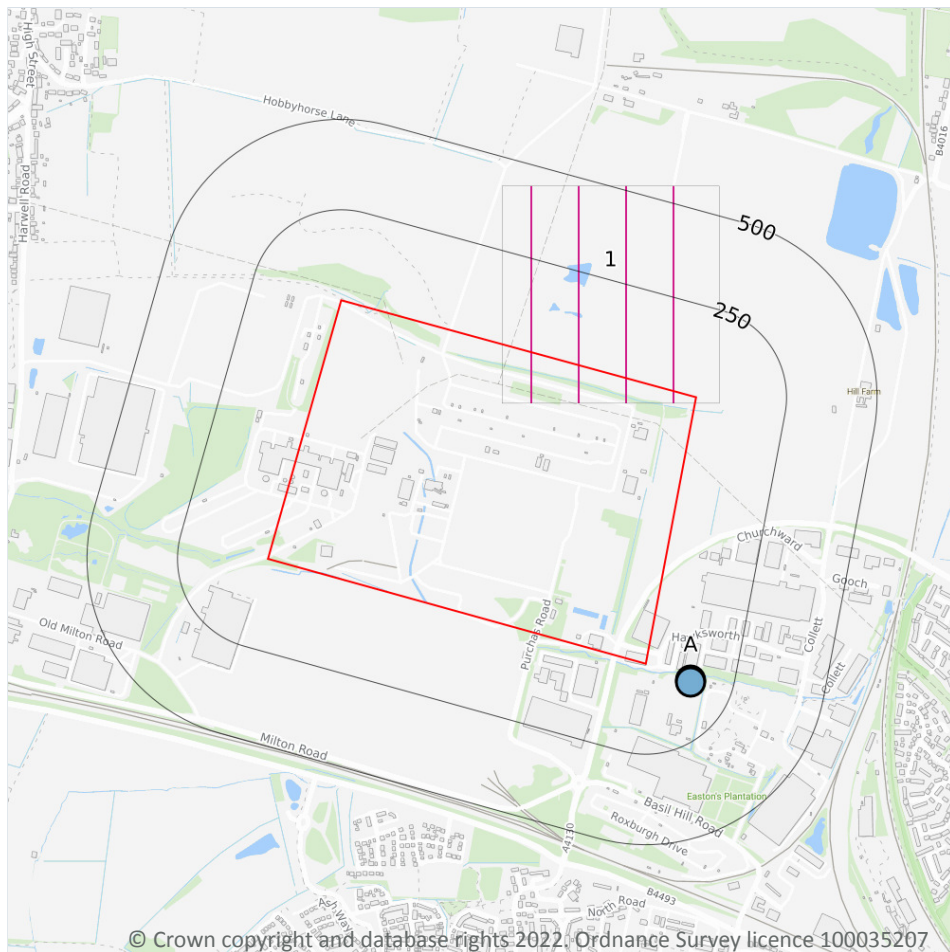 High Street
Hobbyhorse Lane
B4016
Harwell Road
500
1
250
Hill Farm
Churchward
Gooch
Old Milton Road
Purchas Road
Hawksworth
A
Collett
Collett
Milton Road
Easton's Plantation
Basil Hill Road
Roxburgh Drive
A4130
B4493
North Road
Ash Way
© Crown copyright and database rights 2022. Ordnance Survey licence 100035207